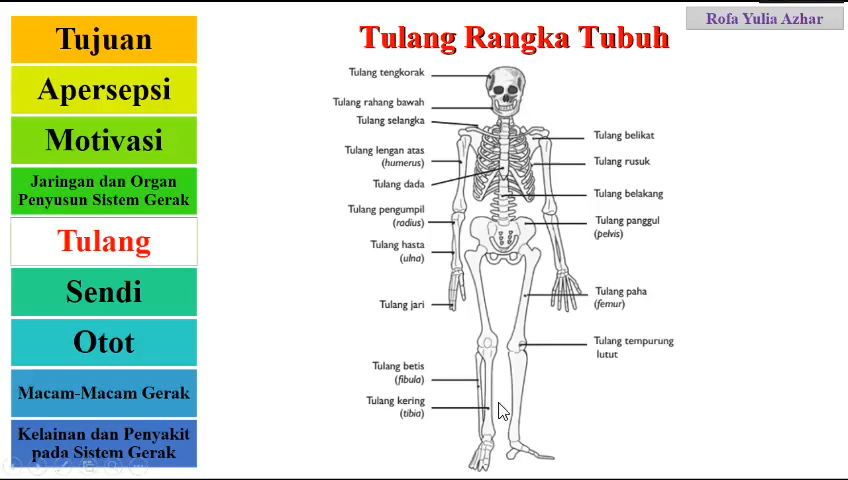 Rofa Yulia Azhar
Tujuan
Apersepsi
Motivasi
Jaringan dan Organ
Penyusun Sistem Gerak
Tulang
Sendi
Otot
Macam-Macam Gerak
Kelainan dan Penyakit
pada Sistem Gerak
Tulang Rangka Tubuh
Tulang tengkorak
Tulang rahang bawah
Tulang selangka
Tulang lengan atas
(humerus)
Tulang dada
Tulang pengumpil
(radius)
Tulang hasta
(ulna)
Tulang jari
Tulang betis
(fibula)
Tulang kering
(tibia)
Tulang belikat
Tulang rusuk
Tulang belakang
Tulang panggul
(pelvis)
Tulang paha
(femur)
Tulang tempurung
lutut